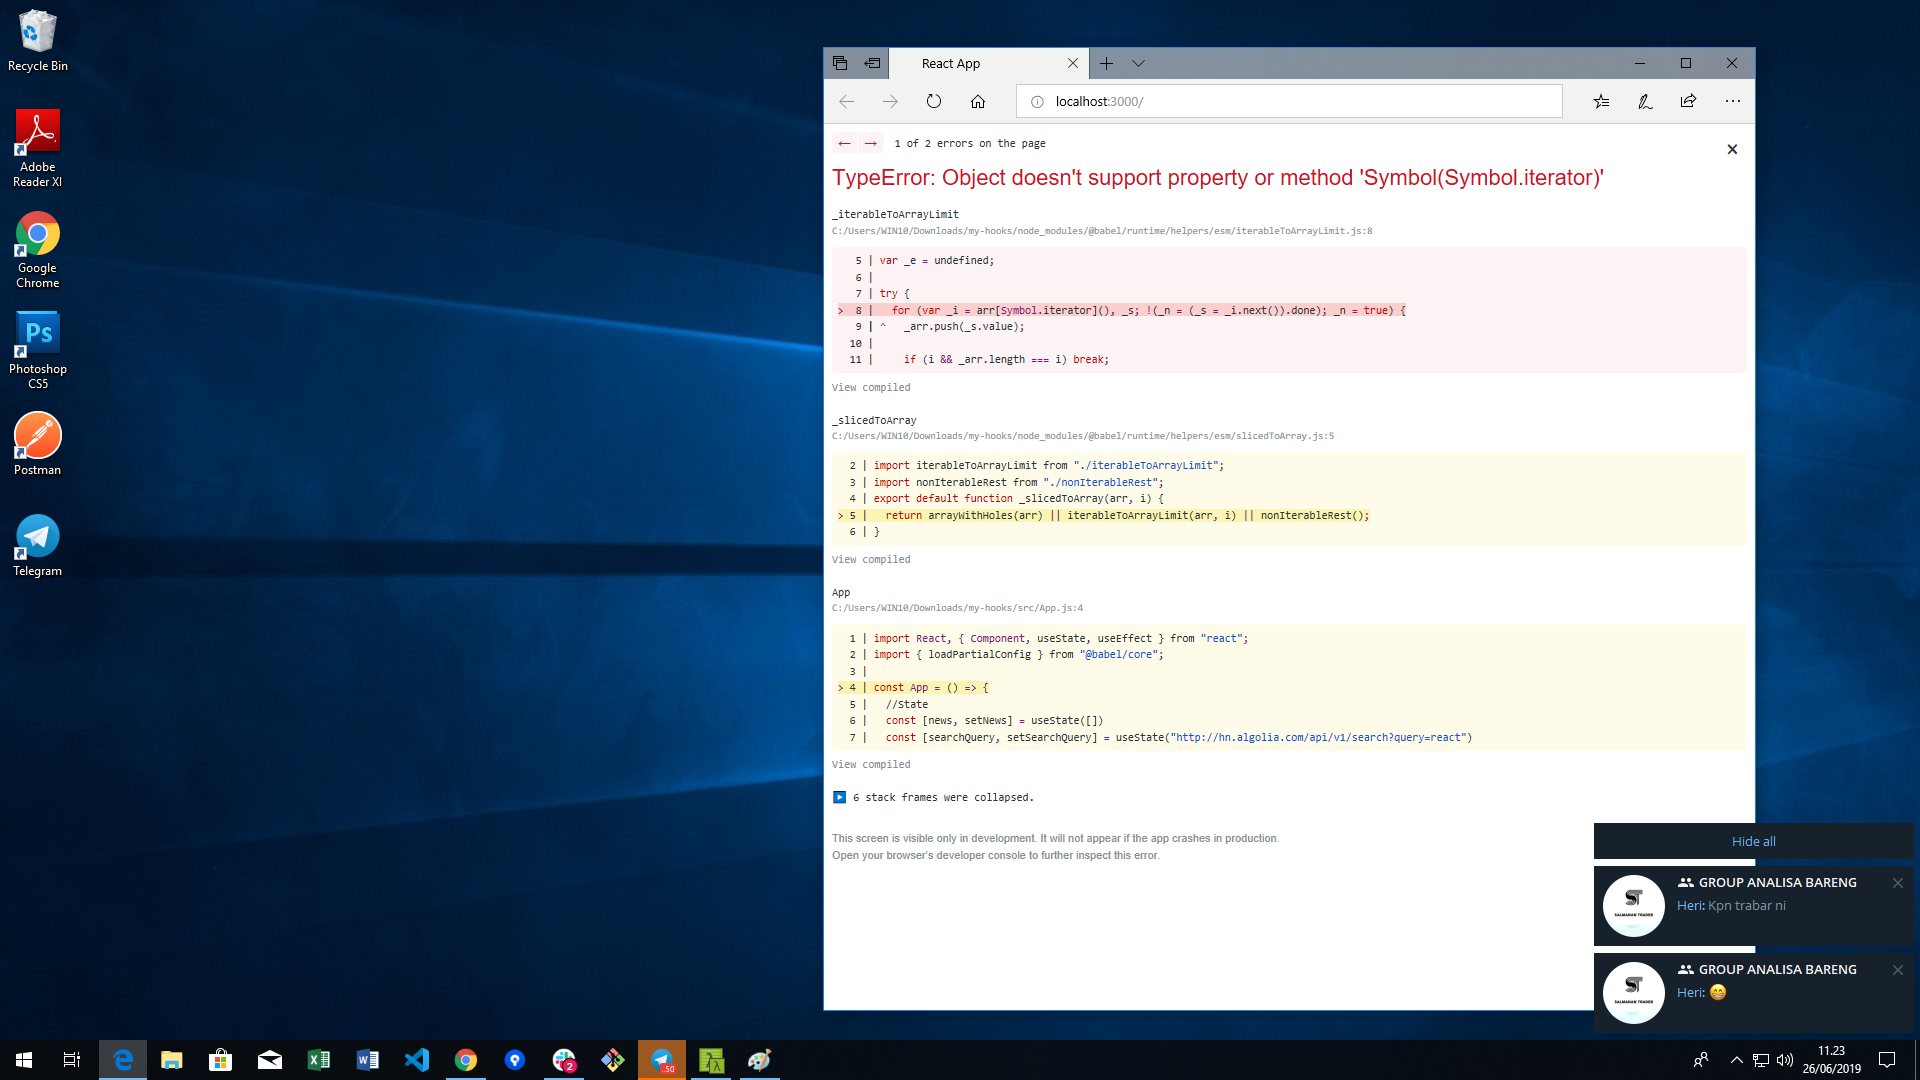 Recycle Bin
Adobe
Reader XI
Google
Chrome
Ps
Photoshop
CS5
Postman
Telegram
React App
localhost:3000/
← → 1 of 2 errors on the page
TypeError: Object doesn't support property or method 'Symbol(Symbol.iterator)'
_iterableToArrayLimit
C:/Users/WIN10/Downloads/my-hooks/node_modules/@babel/runtime/helpers/esm/iterableToArrayLimit.js:8
5 | var _e = undefined;
6 |
7 | try {
> 8 |   for (var _i = arr[Symbol.iterator](), _s; !(_n = (_s = _i.next()).done); _n = true) {
9 | ^   _arr.push(_s.value);
10 |
11 |     if (i && _arr.length === i) break;
View compiled
_slicedToArray
C:/Users/WIN10/Downloads/my-hooks/node_modules/@babel/runtime/helpers/esm/slicedToArray.js:5
2 | import iterableToArrayLimit from "./iterableToArrayLimit";
3 | import nonIterableRest from "./nonIterableRest";
4 | export default function _slicedToArray(arr, i) {
> 5 |   return arrayWithHoles(arr) || iterableToArrayLimit(arr, i) || nonIterableRest();
6 | }
View compiled
App
C:/Users/WIN10/Downloads/my-hooks/src/App.js:4
1 | import React, { Component, useState, useEffect } from "react";
2 | import { loadPartialConfig } from "@babel/core";
3 |
> 4 | const App = () => {
5 |   //State
6 |   const [news, setNews] = useState([])
7 |   const [searchQuery, setSearchQuery] = useState("http://hn.algolia.com/api/v1/search?query=react")
View compiled
6 stack frames were collapsed.
This screen is visible only in development. It will not appear if the app crashes in production.
Open your browser's developer console to further inspect this error.
Hide all
GROUP ANALISA BARENG
Heri: Kpn trabar ni
ST
SALMAHAN TRADER
GROUP ANALISA BARENG
Heri: 😁
ST
SALMAHAN TRADER
2
..50
11.23
26/06/2019